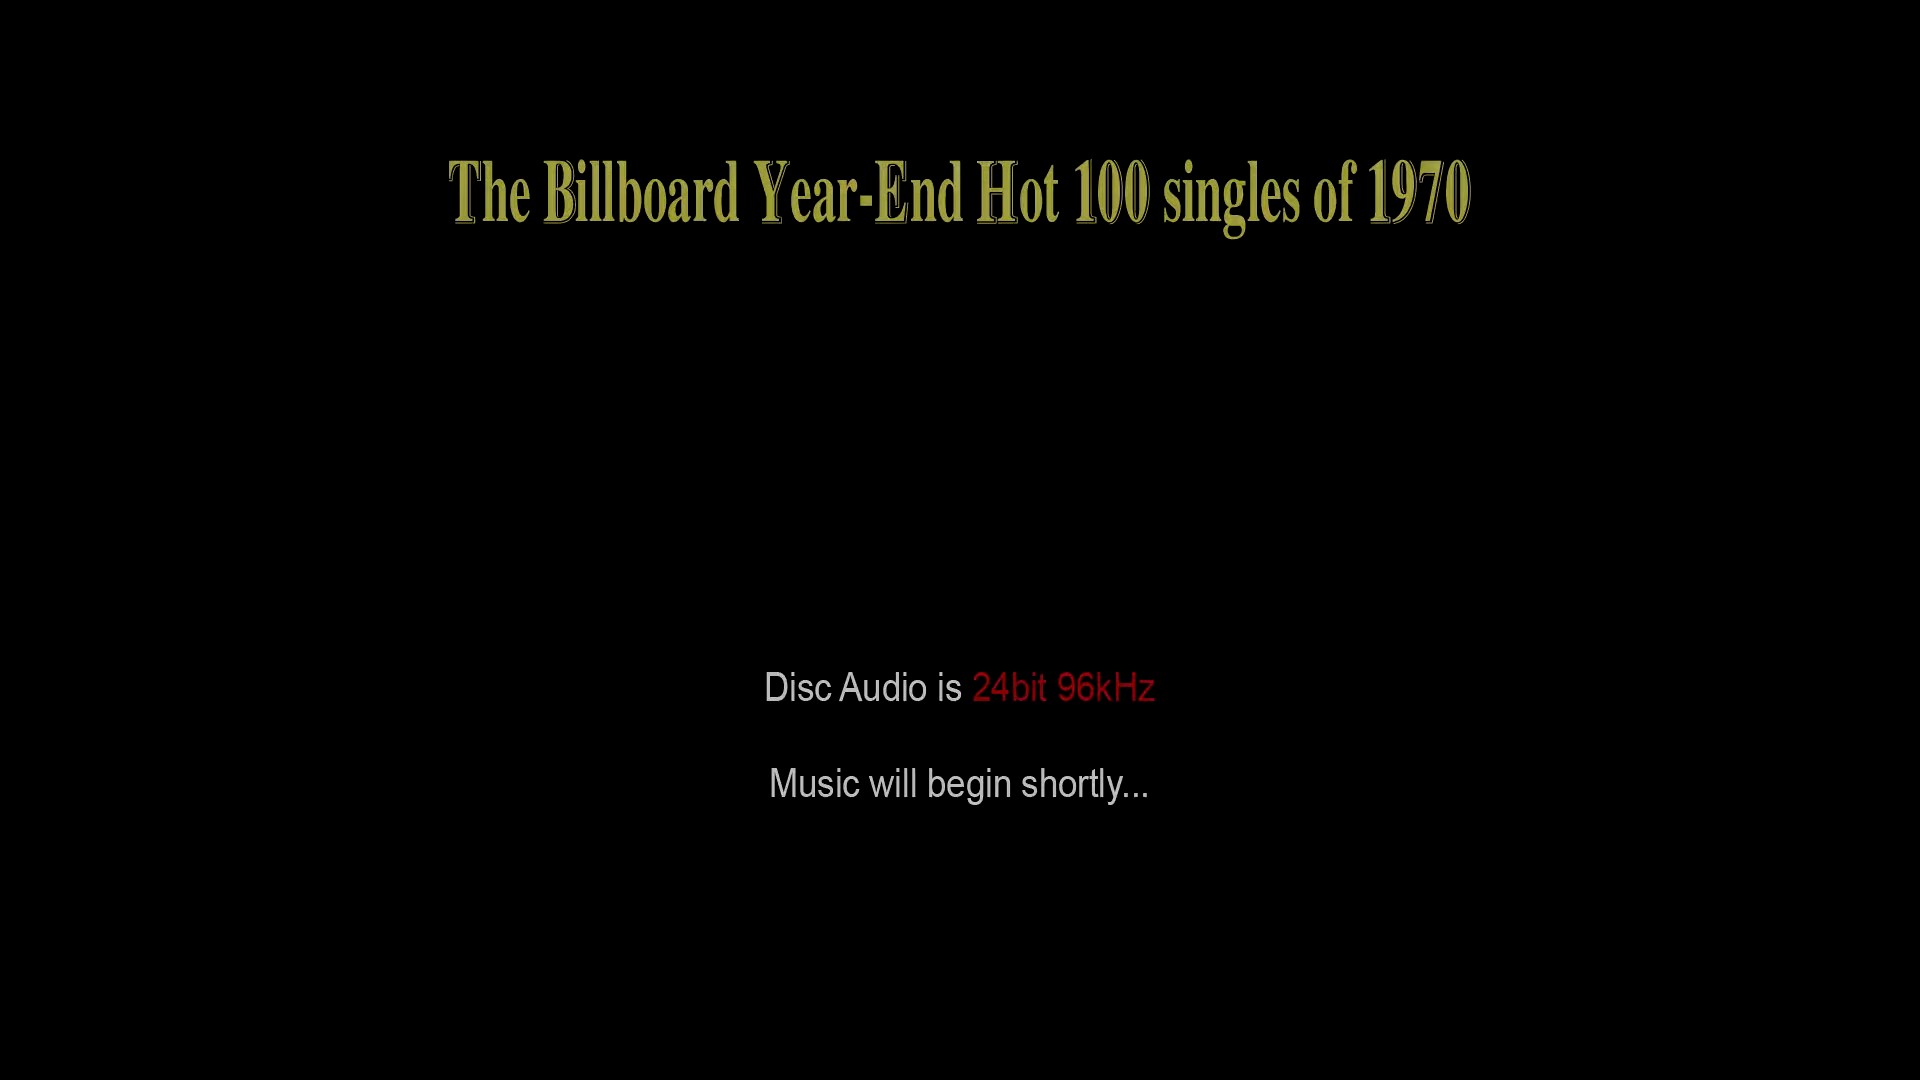 The Billboard Year-End Hot 100 singles of 1970
Disc Audio is 24bit 96kHz
Music will begin shortly...